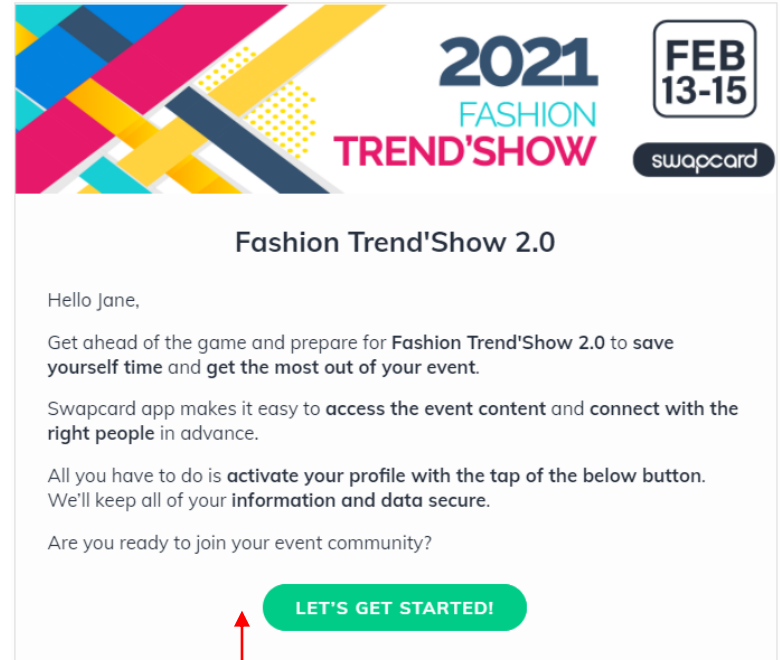 2021
FASHION
TREND'SHOW
FEB
13-15
swapcard
Fashion Trend'Show 2.0
Hello Jane,
Get ahead of the game and prepare for Fashion Trend'Show 2.0 to save
yourself time and get the most out of your event.
Swapcard app makes it easy to access the event content and connect with the
right people in advance.
All you have to do is activate your profile with the tap of the below button.
We’ll keep all of your information and data secure.
Are you ready to join your event community?
LET'S GET STARTED!